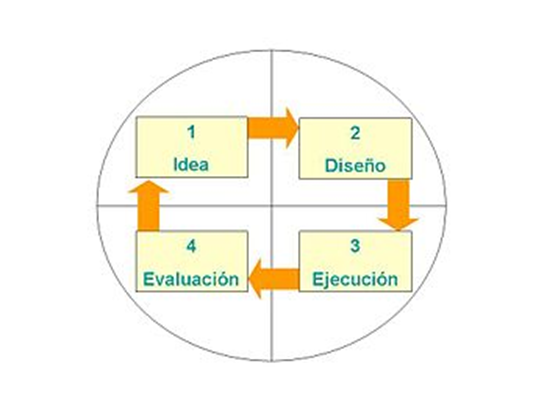 1
Idea
2
Diseño
3
Ejecución
4
Evaluación